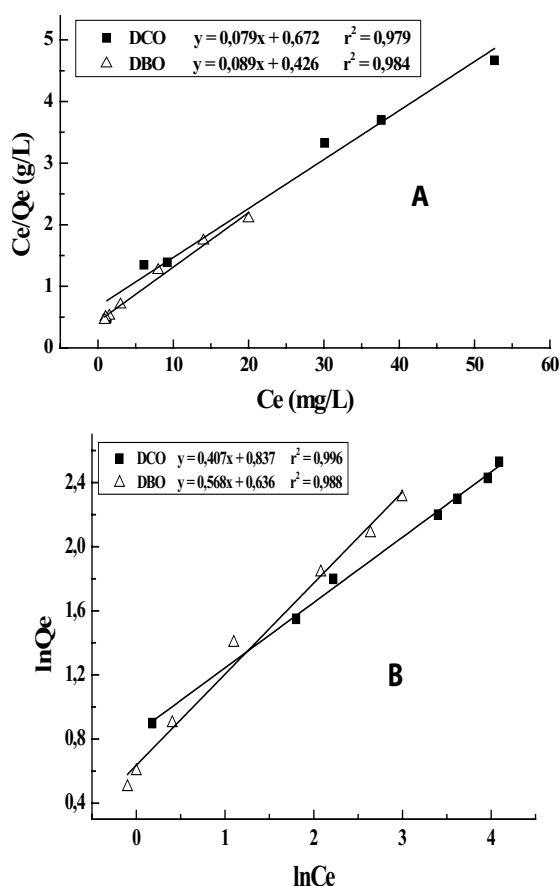 DCO y = 0,079x + 0,672 r² = 0,979
DBO y = 0,089x + 0,426 r² = 0,984
5
4
3
2
1
0
Ce/Qe (g/L)
A
0 10 20 30 40 50 60
Ce (mg/L)
DCO y = 0,407x + 0,837 r² = 0,996
DBO y = 0,568x + 0,636 r² = 0,988
2,4
2,0
1,6
1,2
0,8
0,4
lnQe
B
0 1 2 3 4
lnCe